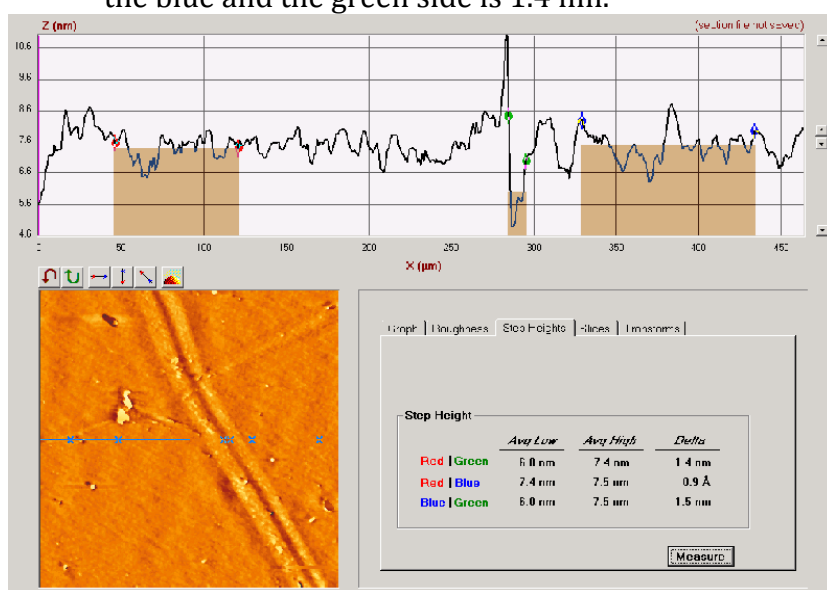 the blue and the green side is 1.4 nm.
Z (nm)
(section file not saved)
10.6
9.6
8.6
7.6
6.6
5.6
4.6
50 100 150 200 250 300 350 400 450
X (µm)
Graph Roughness Step Heights Slices Transforms
Step Height
Avg Low Avg High Delta
Red | Green 6.0 nm 7.4 nm 1.4 nm
Red | Blue 7.4 nm 7.5 nm 0.9 Å
Blue | Green 6.0 nm 7.5 nm 1.5 nm
Measure